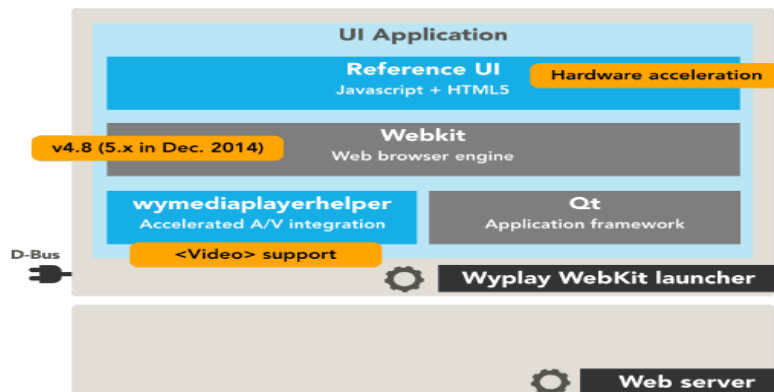 UI Application
Reference UI
Hardware acceleration
Javascript + HTML5
Webkit
v4.8 (5.x in Dec. 2014)
Web browser engine
wymediaplayerhelper
Accelerated A/V integration
Qt
Application framework
D-Bus
<Video> support
Wyplay WebKit launcher
Web server